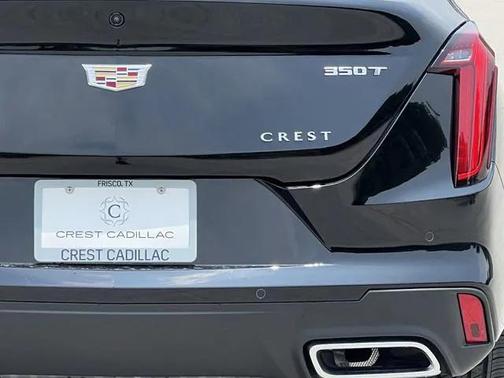 350T
CREST
FRISCO, TX
C
CREST CADILLAC
CREST CADILLAC